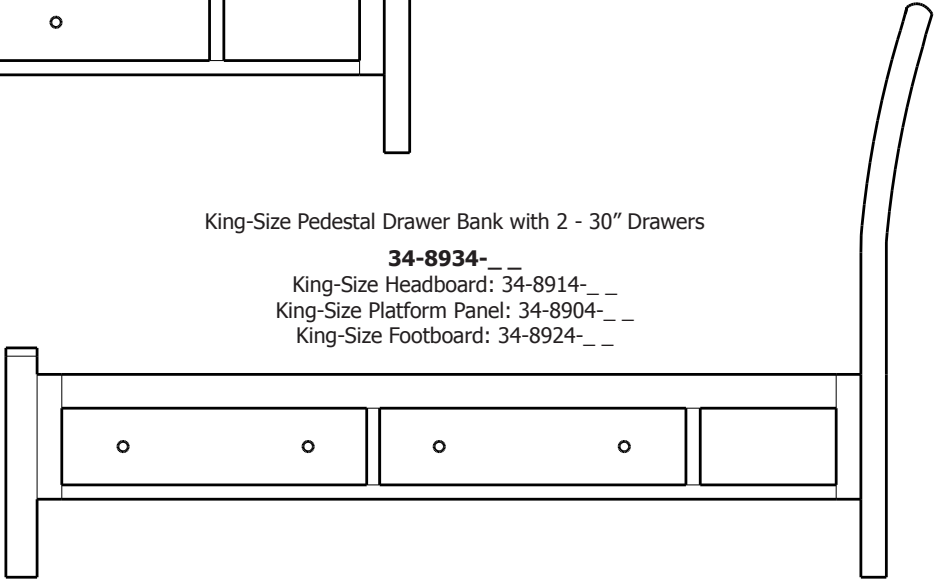 King-Size Pedestal Drawer Bank with 2 - 30” Drawers
34-8934-_ _
King-Size Headboard: 34-8914-_ _
King-Size Platform Panel: 34-8904-_ _
King-Size Footboard: 34-8924-_ _